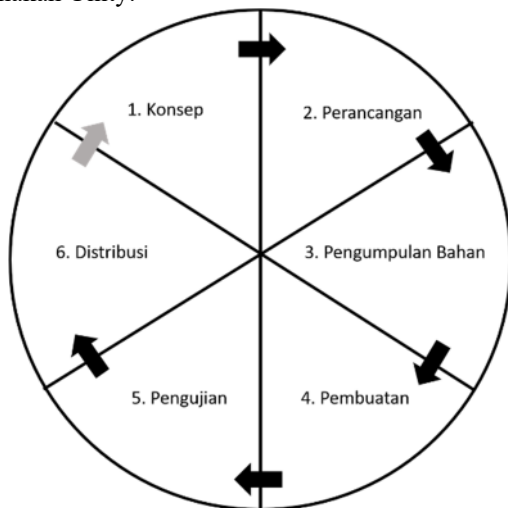 1. Konsep
2. Perancangan
3. Pengumpulan Bahan
4. Pembuatan
5. Pengujian
6. Distribusi